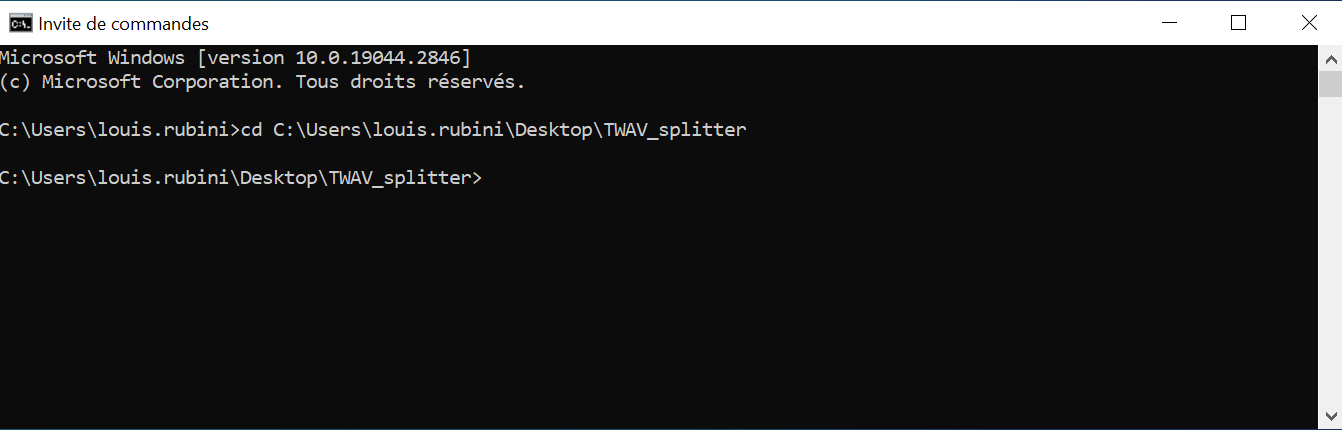 Invite de commandes
Microsoft Windows [version 10.0.19044.2846]
(c) Microsoft Corporation. Tous droits réservés.
C:\Users\louis.rubini>cd C:\Users\louis.rubini\Desktop\TWAV_splitter
C:\Users\louis.rubini\Desktop\TWAV_splitter>